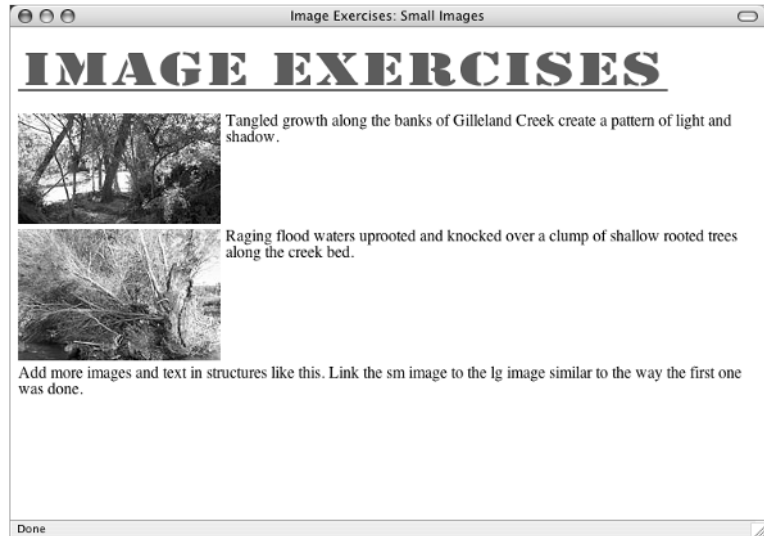 Image Exercises: Small Images
IMAGE EXERCISES
Tangled growth along the banks of Gilleland Creek create a pattern of light and
shadow.
Raging flood waters uprooted and knocked over a clump of shallow rooted trees
along the creek bed.
Add more images and text in structures like this. Link the sm image to the lg image similar to the way the first one
was done.
Done